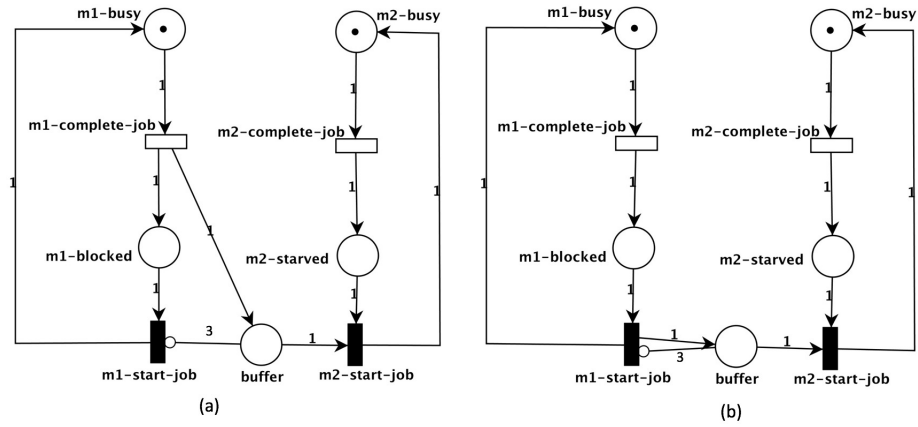 m1-busy
m2-busy
1
1
m1-complete-job
m2-complete-job
1
1
1
1
1
m1-blocked
m2-starved
1
1
3
1
m1-start-job
buffer
m2-start-job
(a)
m1-busy
m2-busy
1
1
m1-complete-job
m2-complete-job
1
1
1
1
m1-blocked
m2-starved
1
1
1
3
1
m1-start-job
buffer
m2-start-job
(b)